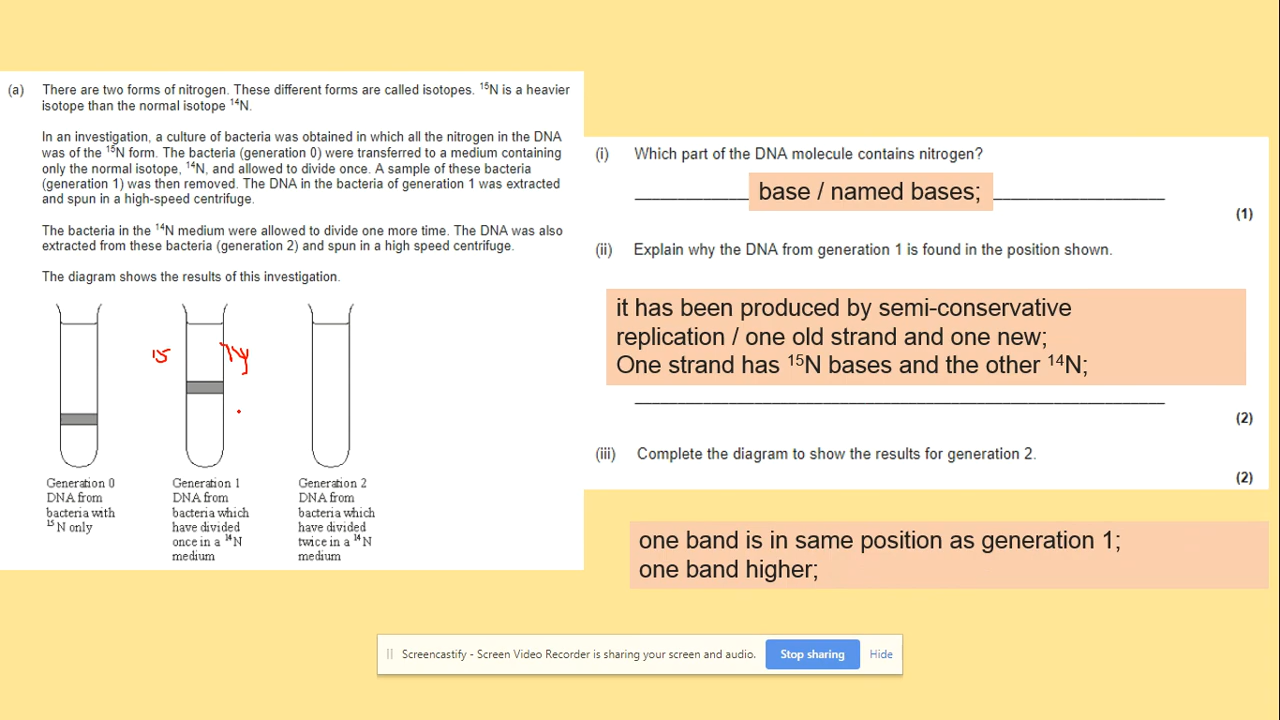 (a) There are two forms of nitrogen. These different forms are called isotopes. ¹⁵N is a heavier
isotope than the normal isotope ¹⁴N.
In an investigation, a culture of bacteria was obtained in which all the nitrogen in the DNA
was of the ¹⁵N form. The bacteria (generation 0) were transferred to a medium containing
only the normal isotope, ¹⁴N, and allowed to divide once. A sample of these bacteria
(generation 1) was then removed. The DNA in the bacteria of generation 1 was extracted
and spun in a high-speed centrifuge.
The bacteria in the ¹⁴N medium were allowed to divide one more time. The DNA was also
extracted from these bacteria (generation 2) and spun in a high speed centrifuge.
The diagram shows the results of this investigation.
15
14
Generation 0
DNA from
bacteria with
¹⁵N only
Generation 1
DNA from
bacteria which
have divided
once in a ¹⁴N
medium
Generation 2
DNA from
bacteria which
have divided
twice in a ¹⁴N
medium
(i) Which part of the DNA molecule contains nitrogen?
base / named bases;
(1)
(ii) Explain why the DNA from generation 1 is found in the position shown.
it has been produced by semi-conservative
replication / one old strand and one new;
One strand has ¹⁵N bases and the other ¹⁴N;
(2)
(iii) Complete the diagram to show the results for generation 2.
(2)
one band is in same position as generation 1;
one band higher;
Screencastify - Screen Video Recorder is sharing your screen and audio. Stop sharing Hide